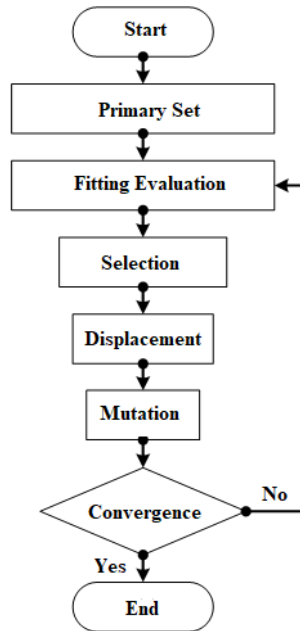 Start
Primary Set
Fitting Evaluation
Selection
Displacement
Mutation
Convergence
No
Yes
End